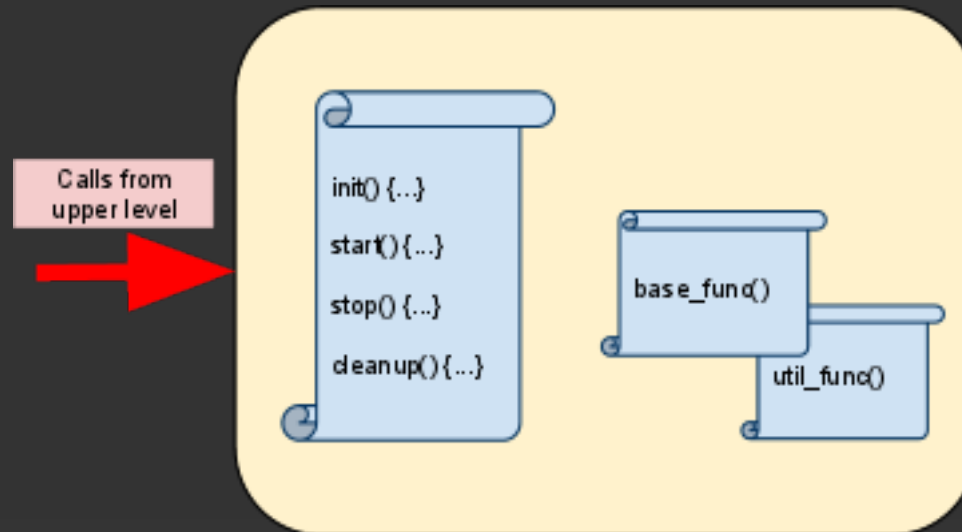 Calls from
upper level
init() {...}
start() {...}
stop() {...}
cleanup() {...}
base_func()
util_func()